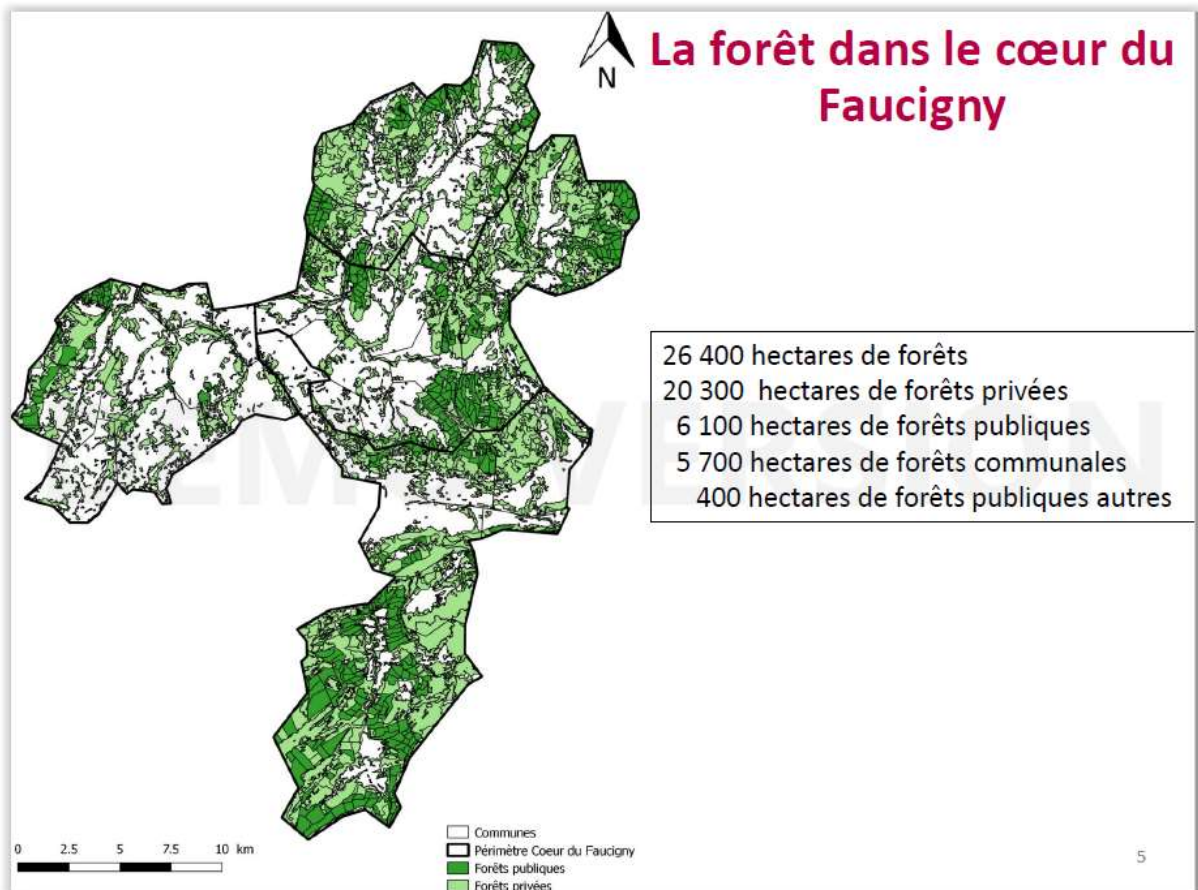 La forêt dans le cœur du
Faucigny
N
26 400 hectares de forêts
20 300 hectares de forêts privées
6 100 hectares de forêts publiques
5 700 hectares de forêts communales
400 hectares de forêts publiques autres
Communes
Périmètre Coeur du Faucigny
Forêts publiques
Forêts privées
0 2.5 5 7.5 10 km
5